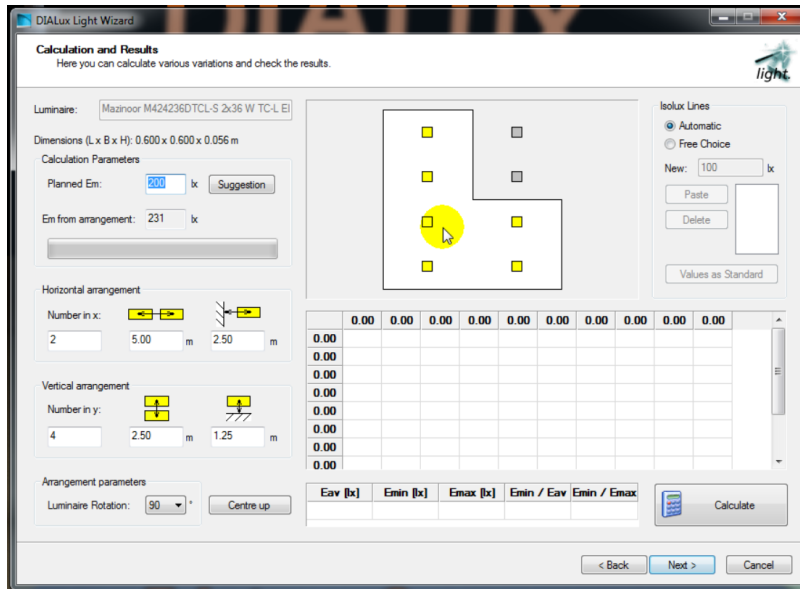 DIALux Light Wizard
Calculation and Results
Here you can calculate various variations and check the results.
light.
Luminaire: Mazinoor M424236DTCL-S 2x36 W TC-L El
Dimensions (L x B x H): 0.600 x 0.600 x 0.056 m
Calculation Parameters
Planned Em: 200 lx Suggestion
Em from arrangement: 231 lx
Horizontal arrangement
Number in x:
2 5.00 m 2.50 m
Vertical arrangement
Number in y:
4 2.50 m 1.25 m
Arrangement parameters
Luminaire Rotation: 90 ° Centre up
Isolux Lines
Automatic
Free Choice
New: 100 lx
Paste
Delete
Values as Standard
0.00 0.00 0.00 0.00 0.00 0.00 0.00 0.00 0.00 0.00
0.00
0.00
0.00
0.00
0.00
0.00
0.00
0.00
Eav [lx] Emin [lx] Emax [lx] Emin / Eav Emin / Emax
Calculate
< Back Next > Cancel